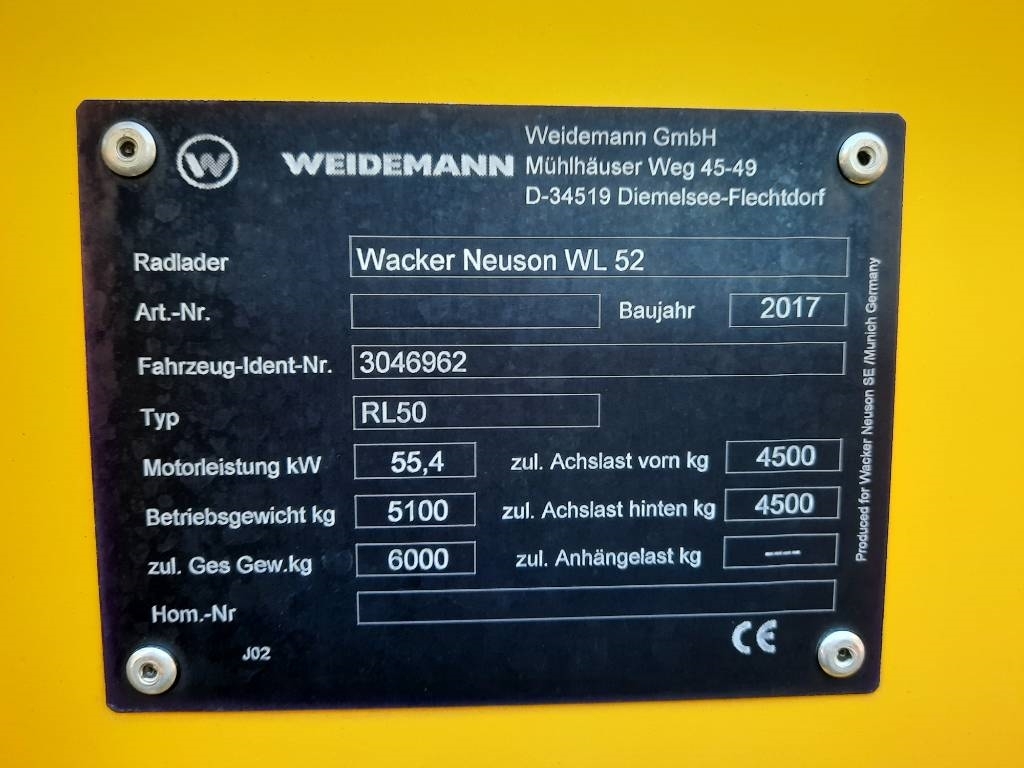 W WEIDEMANN
Weidemann GmbH
Mühlhäuser Weg 45-49
D-34519 Diemelsee-Flechtdorf
Radlader Wacker Neuson WL 52
Art.-Nr. Baujahr 2017
Fahrzeug-Ident-Nr. 3046962
Typ RL50
Motorleistung kW 55,4 zul. Achslast vorn kg 4500
Betriebsgewicht kg 5100 zul. Achslast hinten kg 4500
zul. Ges Gew.kg 6000 zul. Anhängelast kg ----
Hom.-Nr
J02 CE
Produced for Wacker Neuson SE /Munich Germany